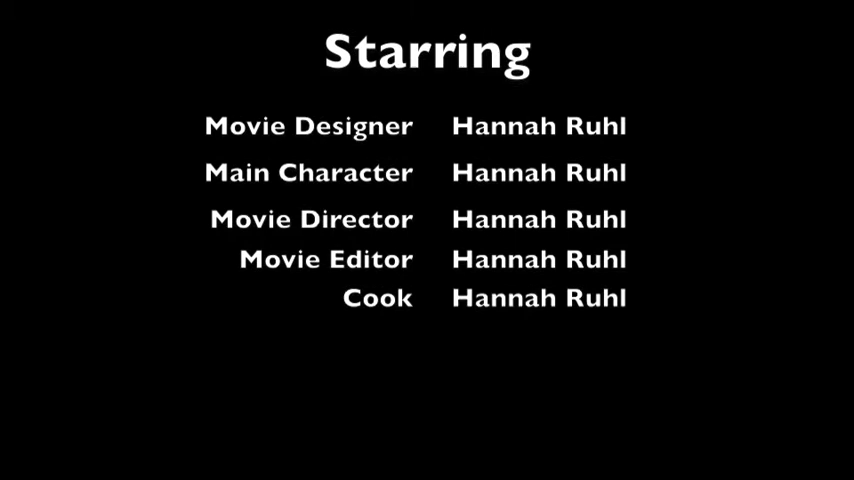 Starring
Movie Designer Hannah Ruhl
Main Character Hannah Ruhl
Movie Director Hannah Ruhl
Movie Editor Hannah Ruhl
Cook Hannah Ruhl